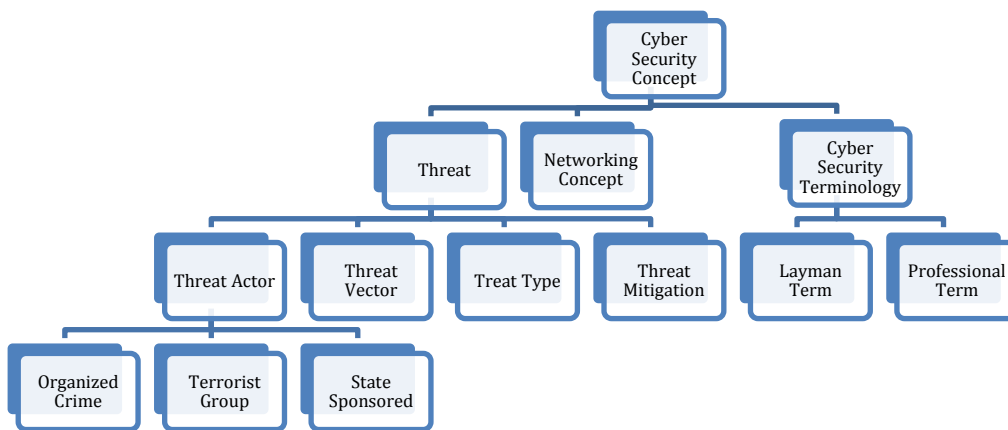 Cyber
Security
Concept
Threat
Networking
Concept
Cyber
Security
Terminology
Threat Actor
Threat
Vector
Treat Type
Threat
Mitigation
Layman
Term
Professional
Term
Organized
Crime
Terrorist
Group
State
Sponsored